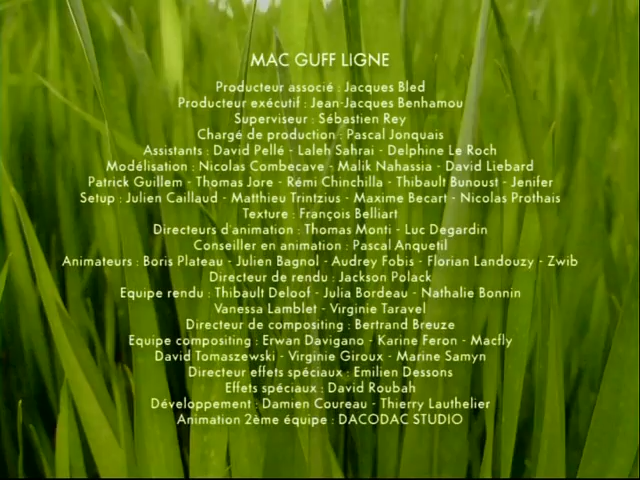 MAC GUFF LIGNE
Producteur associé : Jacques Bled
Producteur exécutif : Jean-Jacques Benhamou
Superviseur : Sébastien Rey
Chargé de production : Pascal Jonquais
Assistants : David Pellé - Laleh Sahrai - Delphine Le Roch
Modélisation : Nicolas Combecave - Malik Nahassia - David Liebard
Patrick Guillem - Thomas Jore - Rémi Chinchilla - Thibault Bunoust - Jenifer
Setup : Julien Caillaud - Matthieu Trintzius - Maxime Becart - Nicolas Prothais
Texture : François Belliart
Directeurs d'animation : Thomas Monti - Luc Degardin
Conseiller en animation : Pascal Anquetil
Animateurs : Boris Plateau - Julien Bagnol - Audrey Fobis - Florian Landouzy - Zwib
Directeur de rendu : Jackson Polack
Equipe rendu : Thibault Deloof - Julia Bordeau - Nathalie Bonnin
Vanessa Lamblet - Virginie Taravel
Directeur de compositing : Bertrand Breuze
Equipe compositing : Erwan Davigano - Karine Feron - Macfly
David Tomaszewski - Virginie Giroux - Marine Samyn
Directeur effets spéciaux : Emilien Dessons
Effets spéciaux : David Roubah
Développement : Damien Coureau - Thierry Lauthelier
Animation 2ème équipe : DACODAC STUDIO